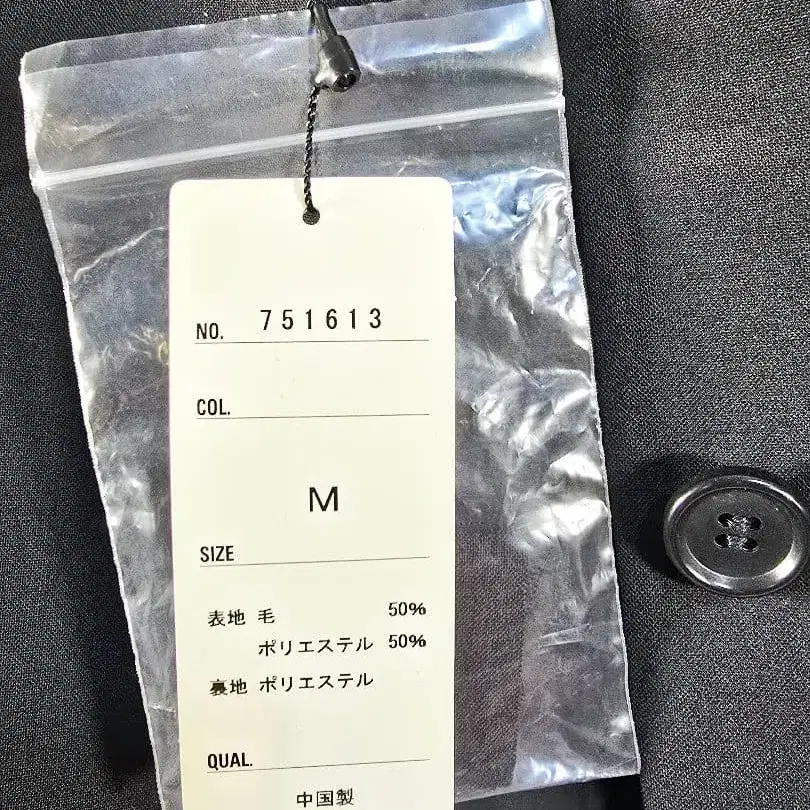 NO. 751613
COL.
M
SIZE
表地 毛 50%
ポリエステル 50%
裏地 ポリエステル
QUAL.
中国製